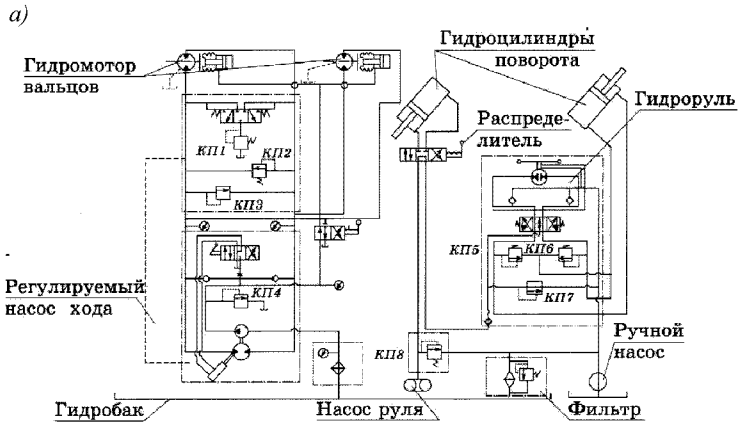 а)
Гидромотор
вальцов
Гидроцилиндры
поворота
Гидроруль
Распреде-
литель
КП1
КП2
КП3
КП4
КП5
КП6
КП7
КП8
Регулируемый
насос хода
Ручной
насос
Гидробак
Насос руля
Фильтр